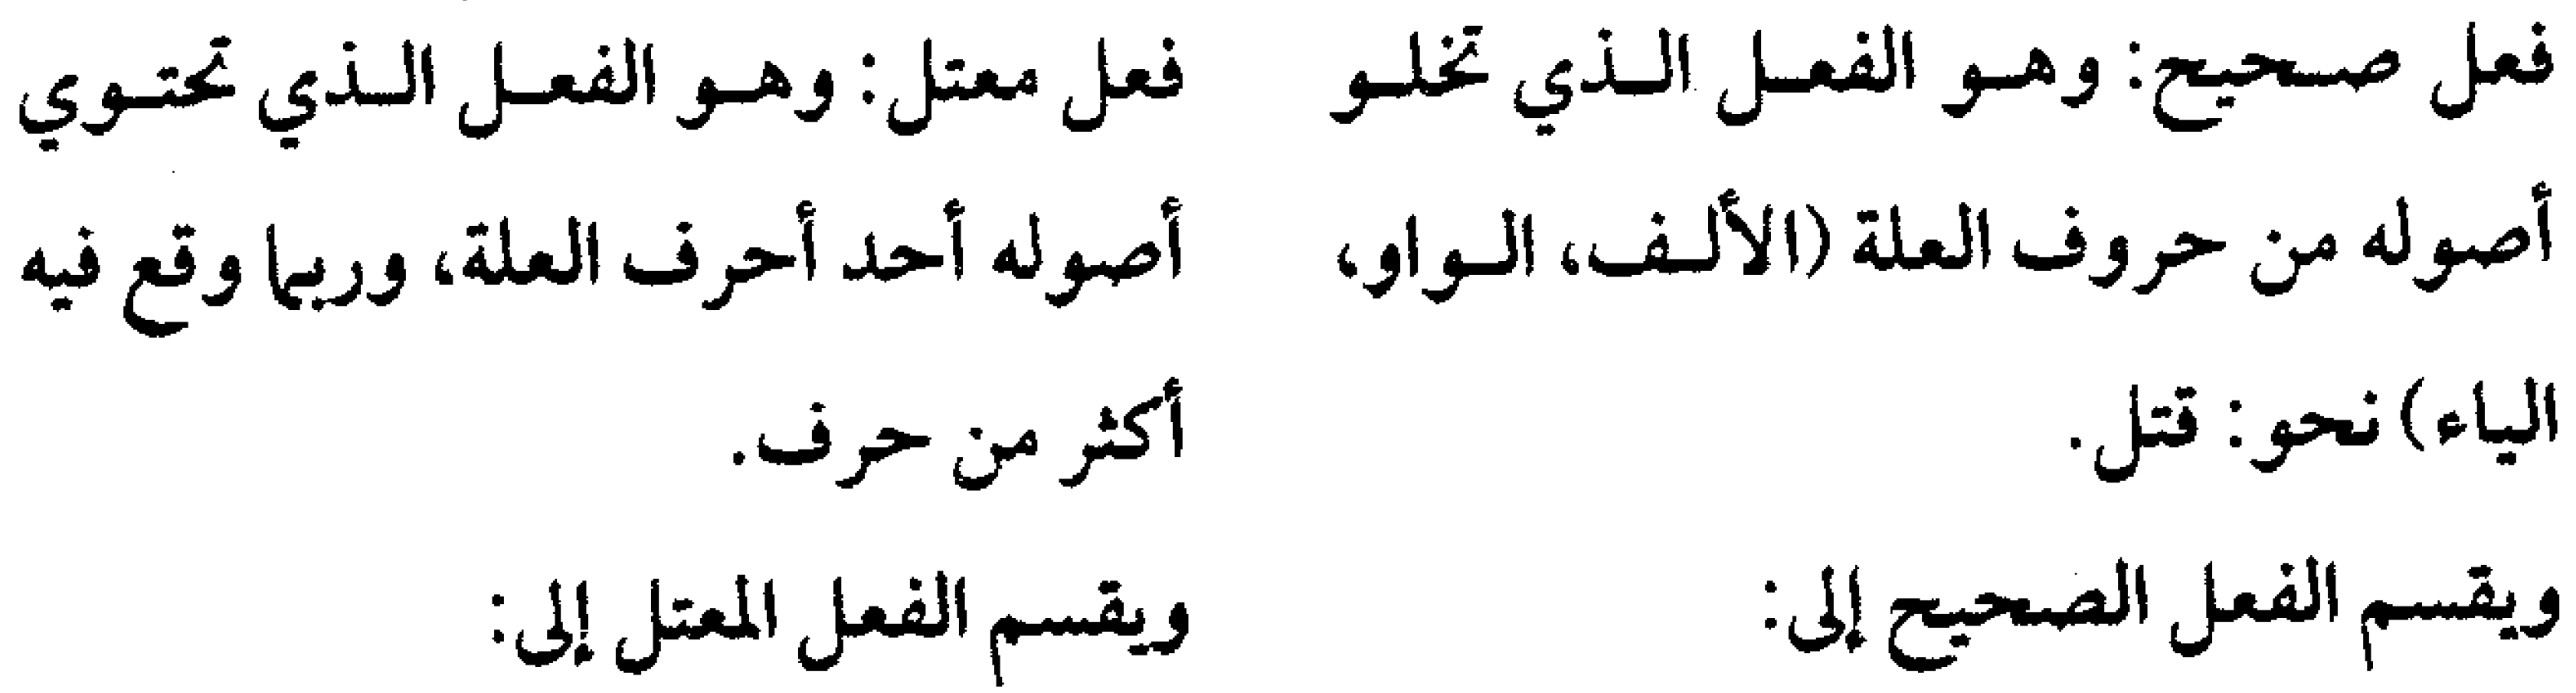 فعل صحيح: وهو الفعل الذي تخلو
أصوله من حروف العلة (الألف، الواو،
الياء) نحو: قتل.
ويقسم الفعل الصحيح إلى:
فعل معتل: وهو الفعل الذي تحتوي
أصوله أحد أحرف العلة، وربما وقع فيه
أكثر من حرف.
ويقسم الفعل المعتل إلى: